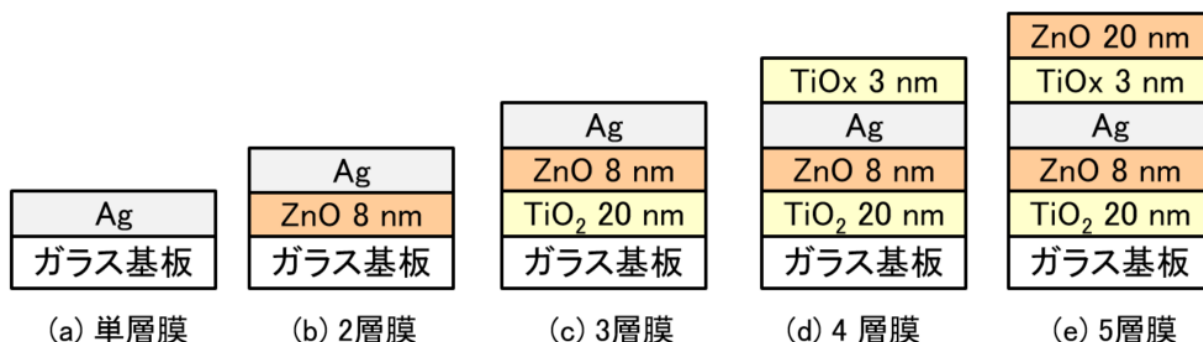 Ag
ガラス基板
(a) 単層膜
Ag
ZnO 8 nm
ガラス基板
(b) 2層膜
Ag
ZnO 8 nm
TiO₂ 20 nm
ガラス基板
(c) 3層膜
TiOx 3 nm
Ag
ZnO 8 nm
TiO₂ 20 nm
ガラス基板
(d) 4 層膜
ZnO 20 nm
TiOx 3 nm
Ag
ZnO 8 nm
TiO₂ 20 nm
ガラス基板
(e) 5層膜